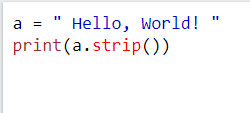 a = " Hello, World! "
print(a.strip())